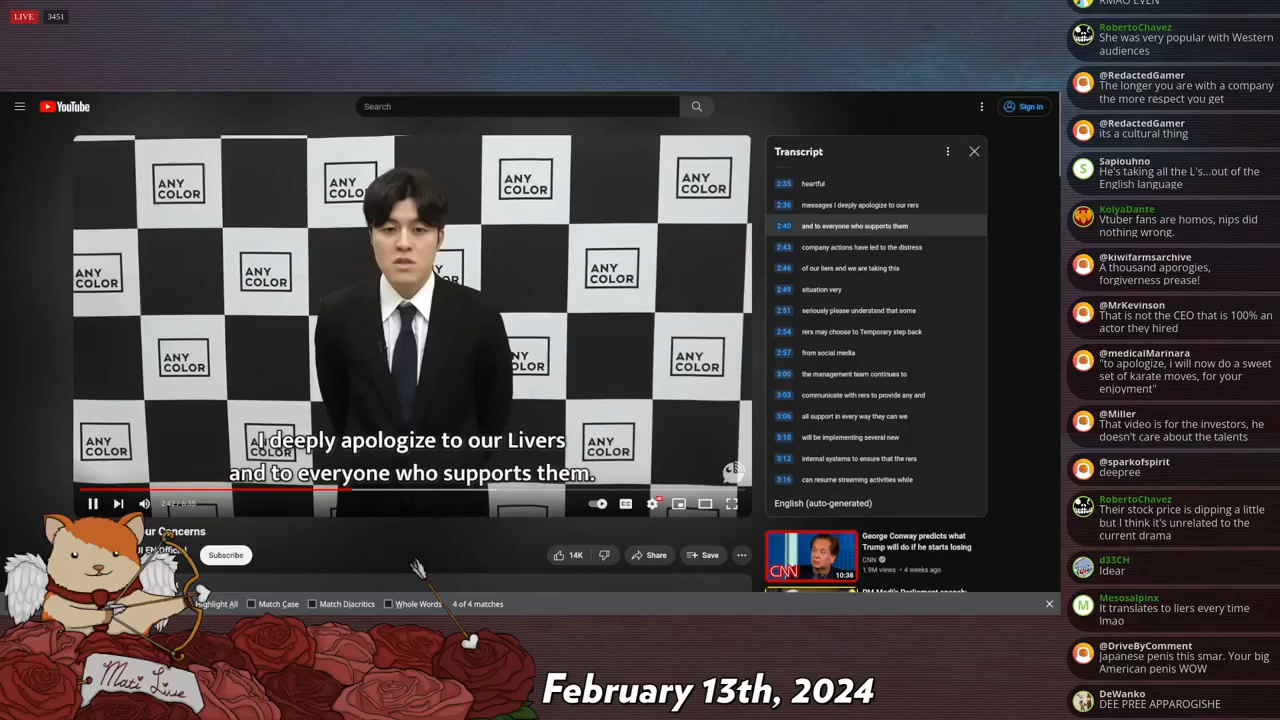 LIVE 3451
YouTube
Search
Sign in
ANY
COLOR
ANY
COLOR
ANY
COLOR
ANY
COLOR
ANY
COLOR
ANY
COLOR
ANY
COLOR
ANY
COLOR
ANY
COLOR
ANY
COLOR
ANY
COLOR
I deeply apologize to our Livers
and to everyone who supports them.
2:42 / 6:35
our Concerns
Subscribe
14K
Share
Save
Transcript
2:35 heartful
2:36 messages I deeply apologize to our rers
2:40 and to everyone who supports them
2:43 company actions have led to the distress
2:46 of our liers and we are taking this
2:49 situation very
2:51 seriously please understand that some
2:54 rers may choose to Temporary step back
2:57 from social media
3:00 the management team continues to
3:03 communicate with rers to provide any and
3:06 all support in every way they can we
3:10 will be implementing several new
3:12 internal systems to ensure that the rers
3:16 can resume streaming activities while
English (auto-generated)
CNN
10:38
George Conway predicts what
Trump will do if he starts losing
CNN
1.9M views • 4 weeks ago
Highlight All Match Case Match Diacritics Whole Words 4 of 4 matches
Mati Live
February 13th, 2024
RMAO EVEN
RobertoChavez
She was very popular with Western
audiences
@RedactedGamer
The longer you are with a company
the more respect you get
@RedactedGamer
its a cultural thing
Sapiouhno
He's taking all the L's...out of the
English language
KolyaDante
Vtuber fans are homos, nips did
nothing wrong.
@kiwifarmsarchive
A thousand aporogies,
forgiveness prease!
@MrKevinson
That is not the CEO that is 100% an
actor they hired
@medicalMarinara
"to apologize, i will now do a sweet
set of karate moves, for your
enjoyment"
@Miller
That video is for the investors, he
doesn't care about the talents
@sparkofspirit
deepree
RobertoChavez
Their stock price is dipping a little
but I think it's unrelated to the
current drama
d33CH
Idear
Mesosalpinx
It translates to liers every time
lmao
@DriveByComment
Japanese penis this smar. Your big
American penis WOW
DeWanko
DEE PREE APPAROGISHE